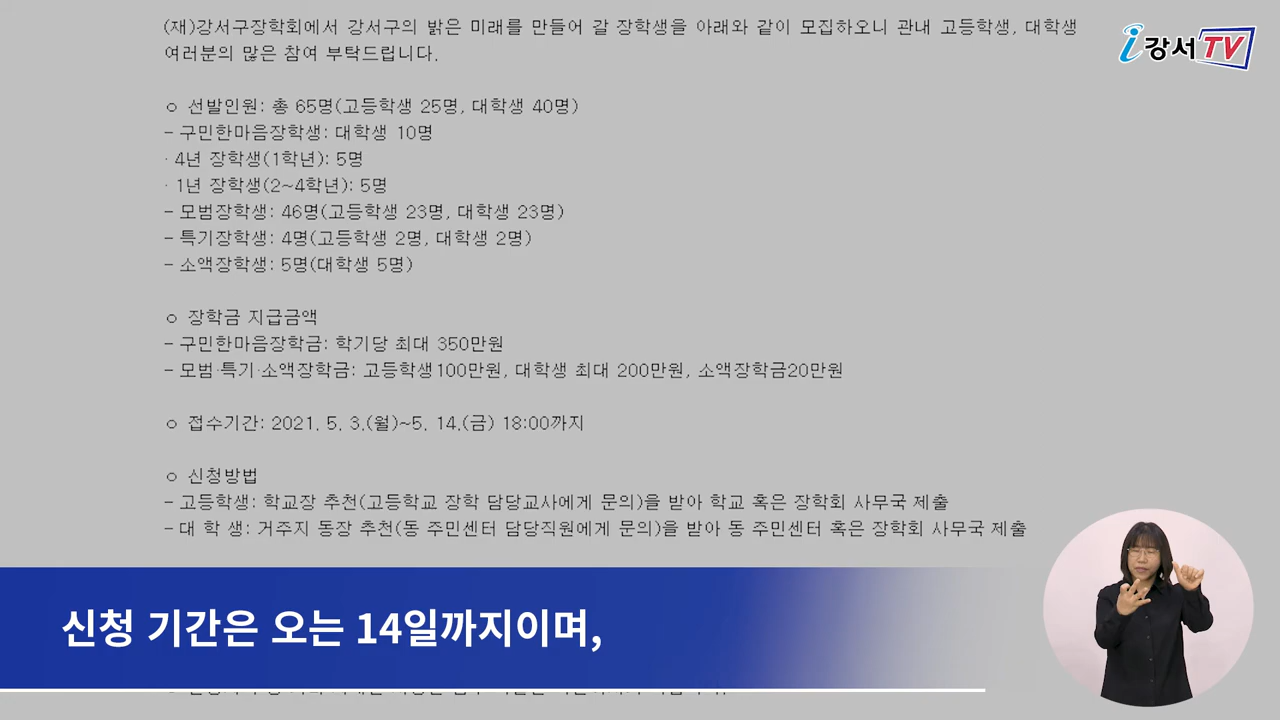 (재)강서구장학회에서 강서구의 밝은 미래를 만들어 갈 장학생을 아래와 같이 모집하오니 관내 고등학생, 대학생
여러분의 많은 참여 부탁드립니다.
i강서TV
ㅇ 선발인원: 총 65명(고등학생 25명, 대학생 40명)
- 구민한마음장학생: 대학생 10명
· 4년 장학생(1학년): 5명
· 1년 장학생(2~4학년): 5명
- 모범장학생: 46명(고등학생 23명, 대학생 23명)
- 특기장학생: 4명(고등학생 2명, 대학생 2명)
- 소액장학생: 5명(대학생 5명)
ㅇ 장학금 지급금액
- 구민한마음장학금: 학기당 최대 350만원
- 모범·특기·소액장학금: 고등학생100만원, 대학생 최대 200만원, 소액장학금20만원
ㅇ 접수기간: 2021. 5. 3.(월)~5. 14.(금) 18:00까지
ㅇ 신청방법
- 고등학생: 학교장 추천(고등학교 장학 담당교사에게 문의)을 받아 학교 혹은 장학회 사무국 제출
- 대 학 생: 거주지 동장 추천(동 주민센터 담당직원에게 문의)을 받아 동 주민센터 혹은 장학회 사무국 제출
신청 기간은 오는 14일까지이며,